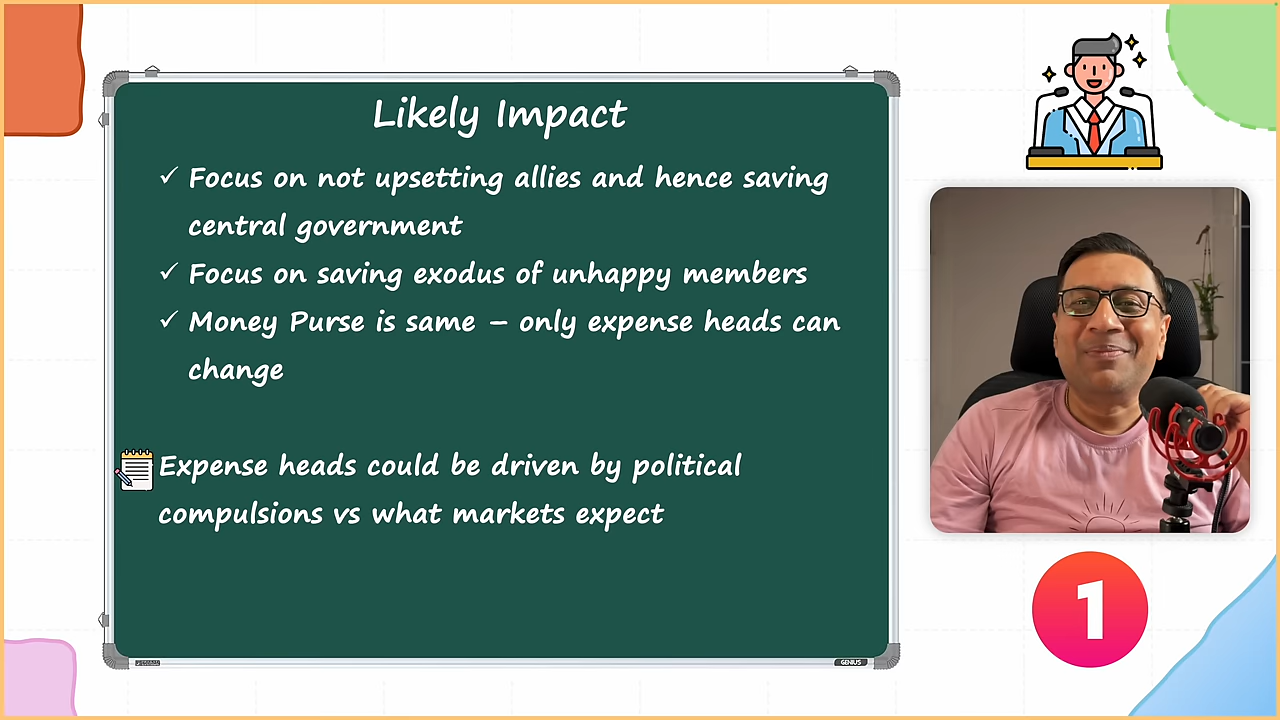 Likely Impact
✓ Focus on not upsetting allies and hence saving
central government
✓ Focus on saving exodus of unhappy members
✓ Money Purse is same – only expense heads can
change
Expense heads could be driven by political
compulsions vs what markets expect
GENIUS
1